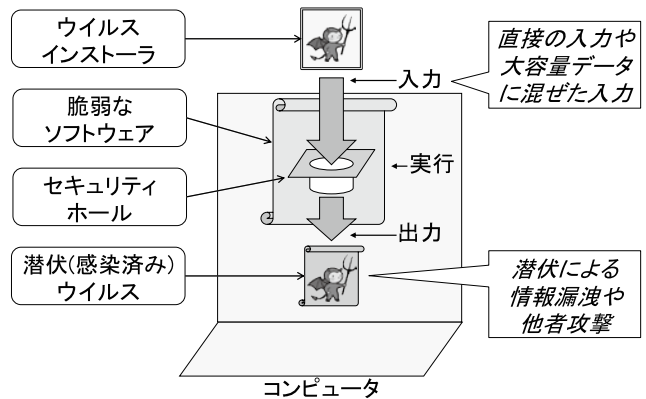 ウイルス
インストーラ
直接の入力や
大容量データ
に混ぜた入力
入力
脆弱な
ソフトウェア
実行
セキュリティ
ホール
出力
潜伏(感染済み)
ウイルス
潜伏による
情報漏洩や
他者攻撃
コンピュータ